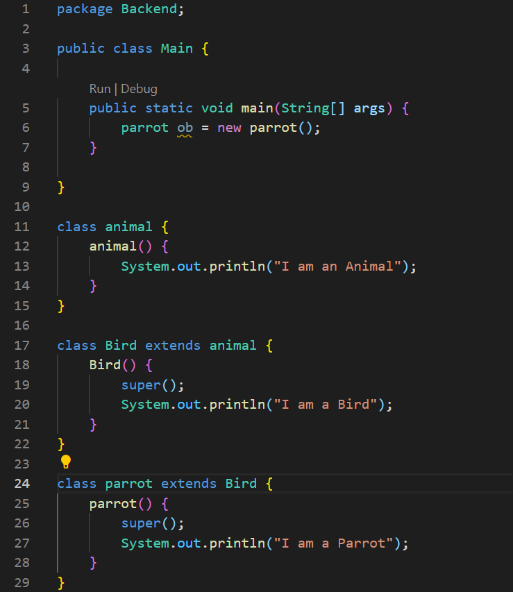 1 package Backend;
2
3 public class Main {
4
Run | Debug
5 public static void main(String[] args) {
6 parrot ob = new parrot();
7 }
8
9 }
10
11 class animal {
12 animal() {
13 System.out.println("I am an Animal");
14 }
15 }
16
17 class Bird extends animal {
18 Bird() {
19 super();
20 System.out.println("I am a Bird");
21 }
22 }
23
24 class parrot extends Bird {
25 parrot() {
26 super();
27 System.out.println("I am a Parrot");
28 }
29 }